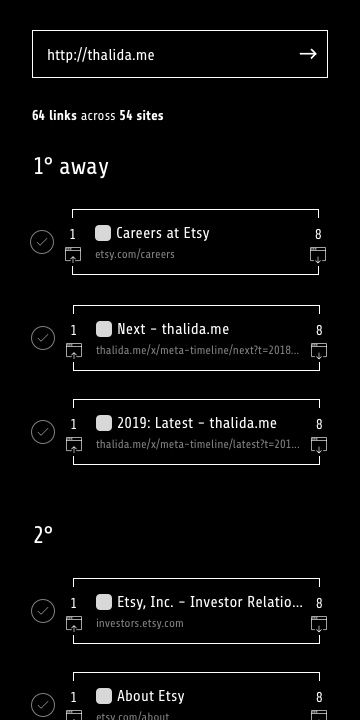 http://thalida.me →
64 links across 54 sites
1° away
1 Careers at Etsy 8
etsy.com/careers
1 Next - thalida.me 8
thalida.me/x/meta-timeline/next?t=2018...
1 2019: Latest - thalida.me 8
thalida.me/x/meta-timeline/latest?t=201...
2°
1 Etsy, Inc. - Investor Relatio... 8
investors.etsy.com
1 About Etsy 8
etsy.com/about